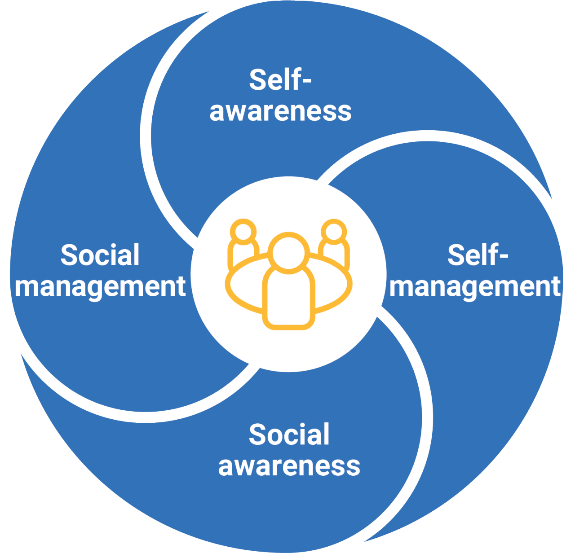 Self-
awareness
Social
management
Self-
management
Social
awareness